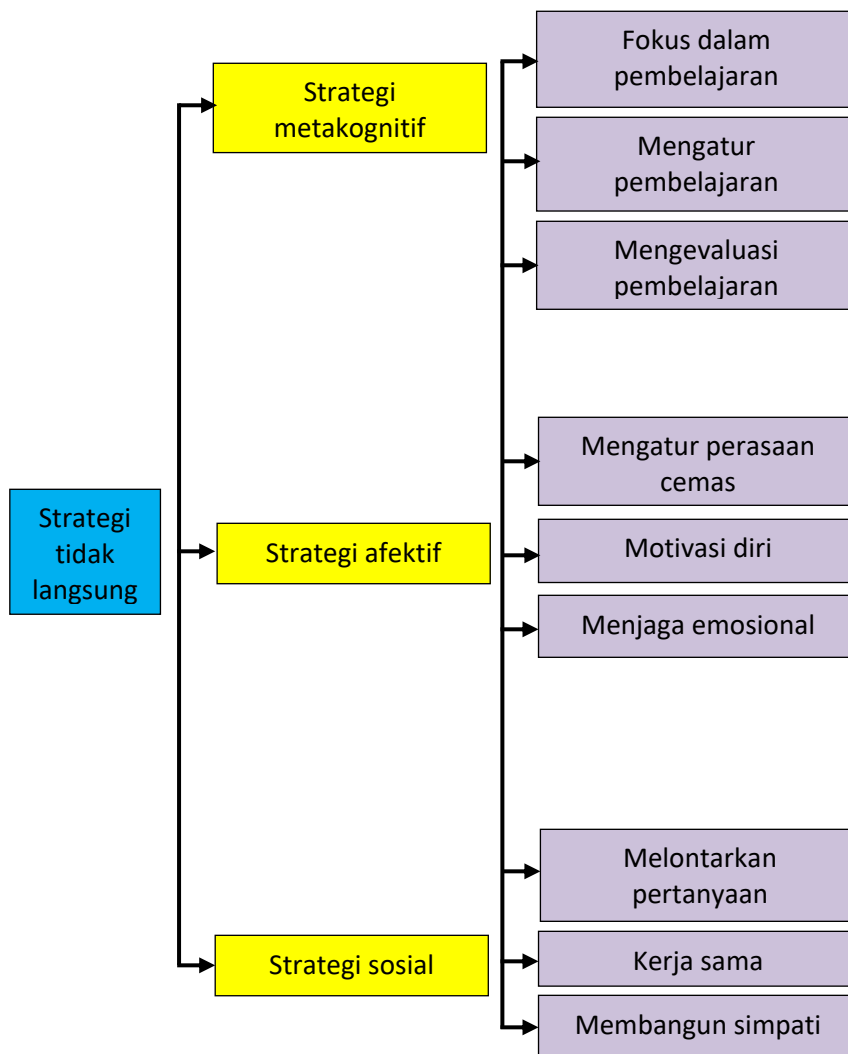 Strategi
tidak
langsung
Strategi
metakognitif
Fokus dalam
pembelajaran
Mengatur
pembelajaran
Mengevaluasi
pembelajaran
Strategi afektif
Mengatur perasaan
cemas
Motivasi diri
Menjaga emosional
Strategi sosial
Melontarkan
pertanyaan
Kerja sama
Membangun simpati